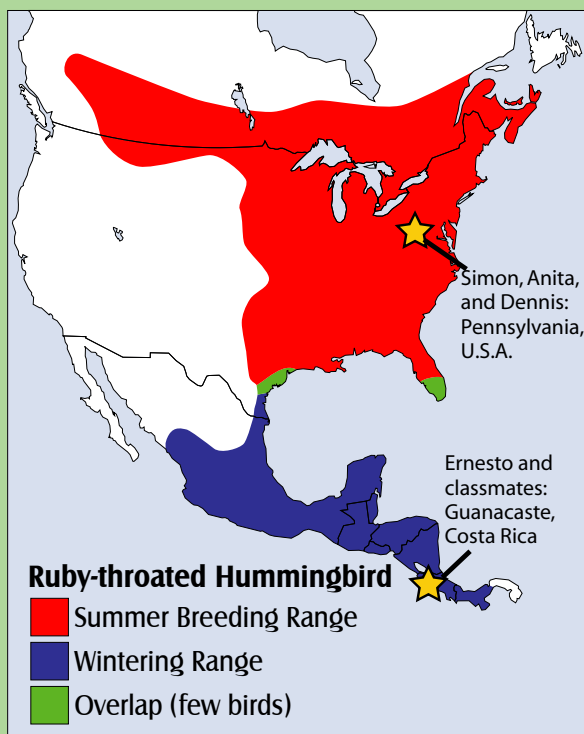 Simon, Anita,
and Dennis:
Pennsylvania,
U.S.A.
Ernesto and
classmates:
Guanacaste,
Costa Rica
Ruby-throated Hummingbird
Summer Breeding Range
Wintering Range
Overlap (few birds)